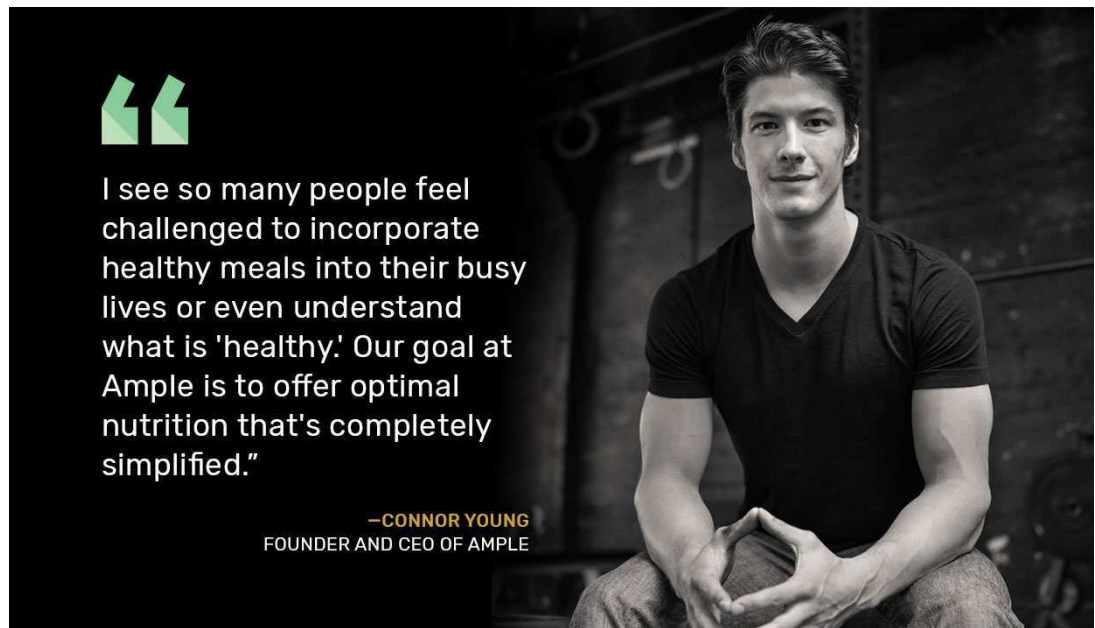 I see so many people feel
challenged to incorporate
healthy meals into their busy
lives or even understand
what is 'healthy.' Our goal at
Ample is to offer optimal
nutrition that's completely
simplified.”
—CONNOR YOUNG
FOUNDER AND CEO OF AMPLE